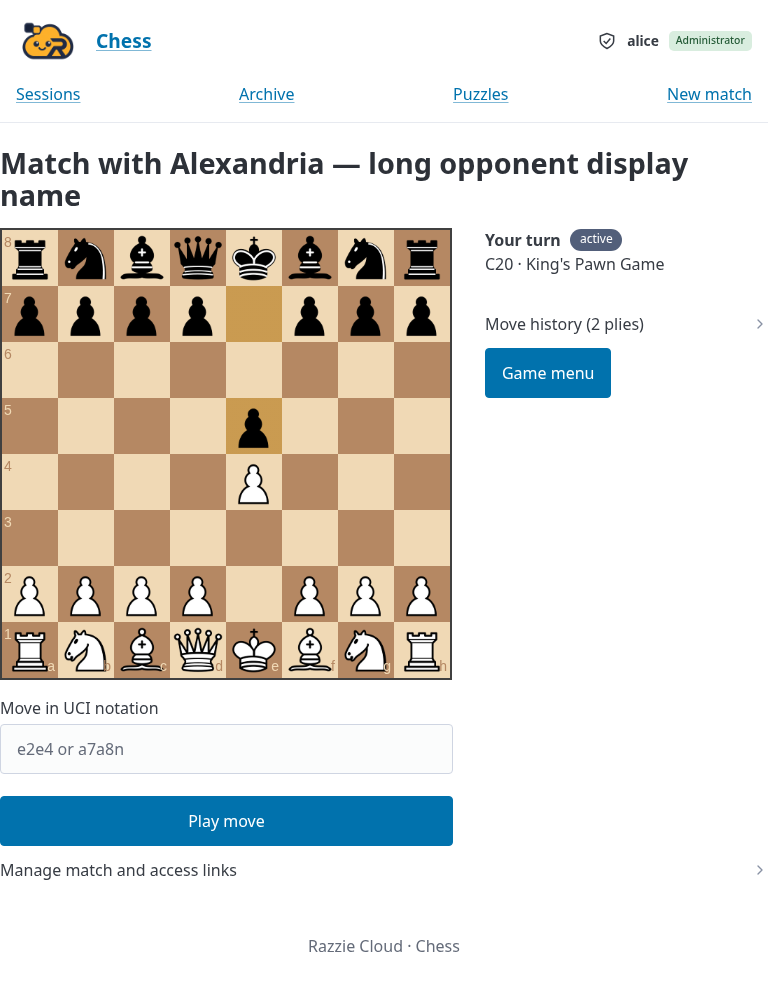 Chess
alice
Administrator
Sessions
Archive
Puzzles
New match
Match with Alexandria — long opponent display
name
8
7
6
5
4
3
2
1
a
b
c
d
e
f
g
h
Your turn
active
C20 · King's Pawn Game
Move history (2 plies)
Game menu
Move in UCI notation
e2e4 or a7a8n
Play move
Manage match and access links
Razzie Cloud · Chess